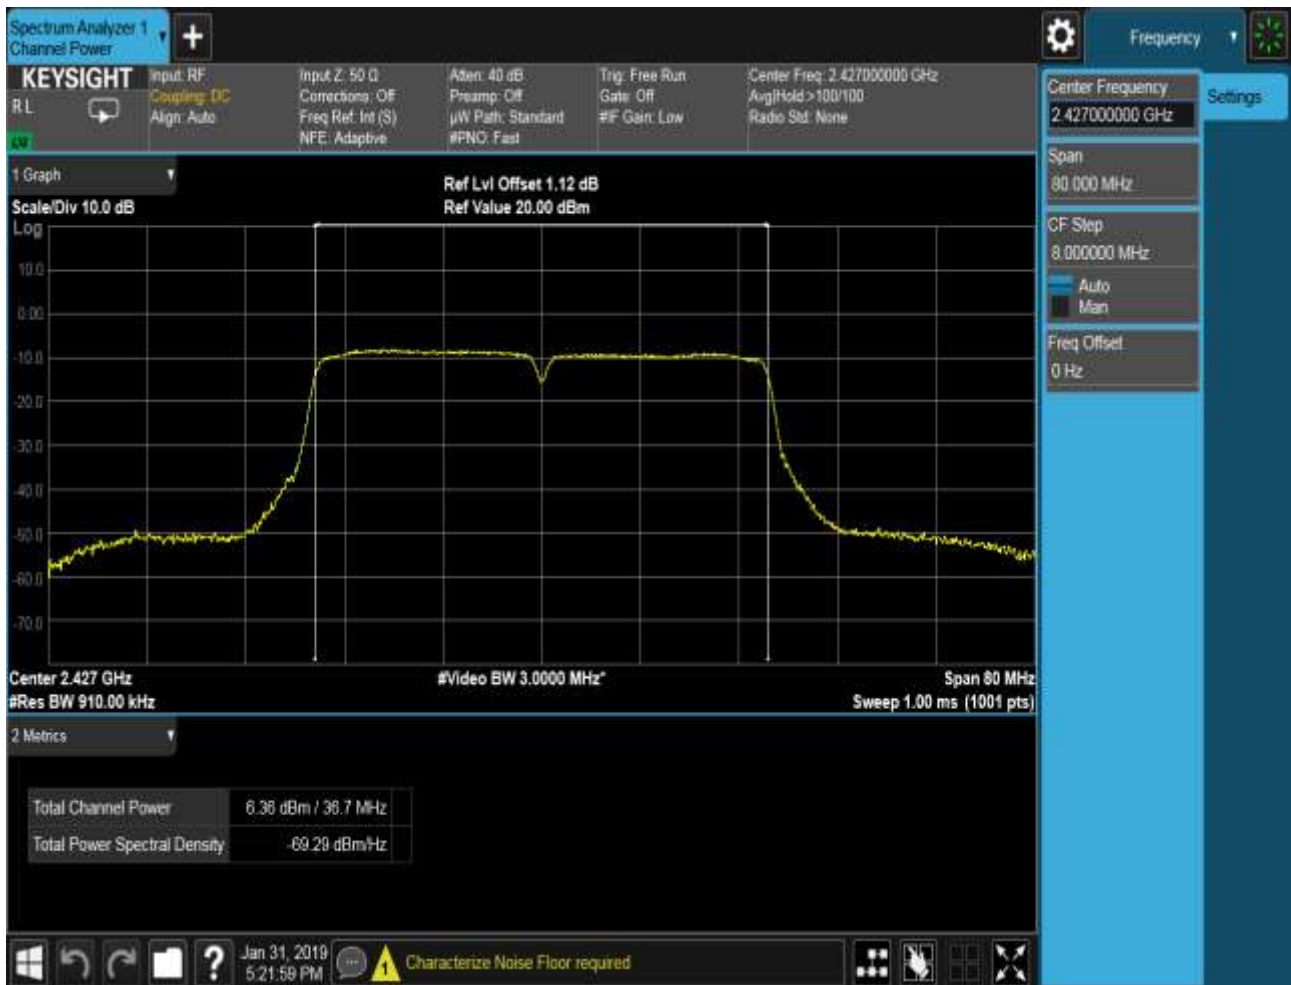 Spectrum Analyzer 1
Channel Power
Frequency
KEYSIGHT
R L
Input: RF
Coupling: DC
Align: Auto
Input Z: 50 Ω
Corrections: Off
Freq Ref: Int (S)
NFE: Adaptive
Atten: 40 dB
Preamp: Off
µW Path: Standard
#PNO: Fast
Trig: Free Run
Gate: Off
#IF Gain: Low
Center Freq: 2.427000000 GHz
Avg|Hold:>100/100
Radio Std: None
Center Frequency
2.427000000 GHz
Settings
Span
80.000 MHz
CF Step
8.000000 MHz
Auto
Man
Freq Offset
0 Hz
1 Graph
Scale/Div 10.0 dB
Ref Lvl Offset 1.12 dB
Ref Value 20.00 dBm
Log
10.0
0.00
-10.0
-20.0
-30.0
-40.0
-50.0
-60.0
-70.0
Center 2.427 GHz
#Video BW 3.0000 MHz*
Span 80 MHz
#Res BW 910.00 kHz
Sweep 1.00 ms (1001 pts)
2 Metrics
Total Channel Power 6.36 dBm / 36.7 MHz
Total Power Spectral Density -69.29 dBm/Hz
?
Jan 31, 2019
5:21:59 PM
1
Characterize Noise Floor required